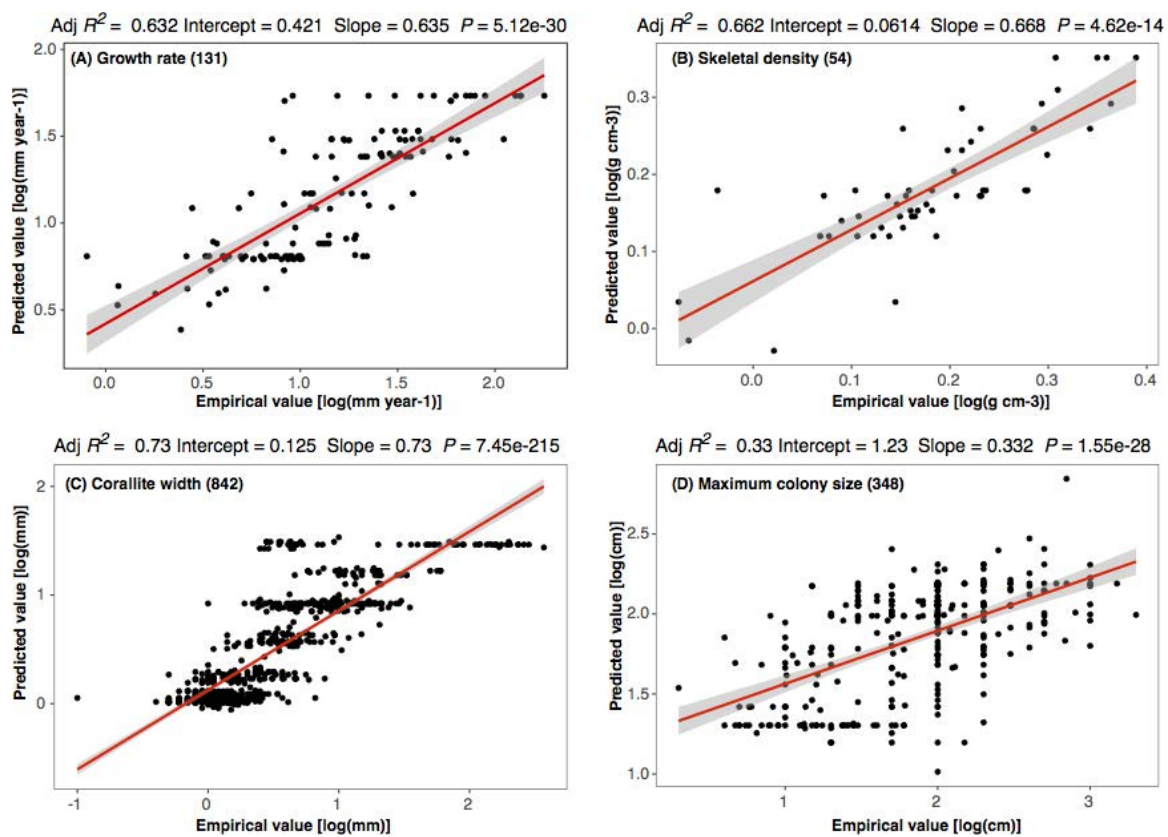 Adj R² = 0.632 Intercept = 0.421 Slope = 0.635 P = 5.12e-30
(A) Growth rate (131)
Predicted value [log(mm year-1)]
2.0
1.5
1.0
0.5
0.0 0.5 1.0 1.5 2.0
Empirical value [log(mm year-1)]
Adj R² = 0.662 Intercept = 0.0614 Slope = 0.668 P = 4.62e-14
(B) Skeletal density (54)
Predicted value [log(g cm-3)]
0.3
0.2
0.1
0.0
0.0 0.1 0.2 0.3 0.4
Empirical value [log(g cm-3)]
Adj R² = 0.73 Intercept = 0.125 Slope = 0.73 P = 7.45e-215
(C) Corallite width (842)
Predicted value [log(mm)]
2
1
0
-1 0 1 2
Empirical value [log(mm)]
Adj R² = 0.33 Intercept = 1.23 Slope = 0.332 P = 1.55e-28
(D) Maximum colony size (348)
Predicted value [log(cm)]
2.5
2.0
1.5
1.0
1 2 3
Empirical value [log(cm)]